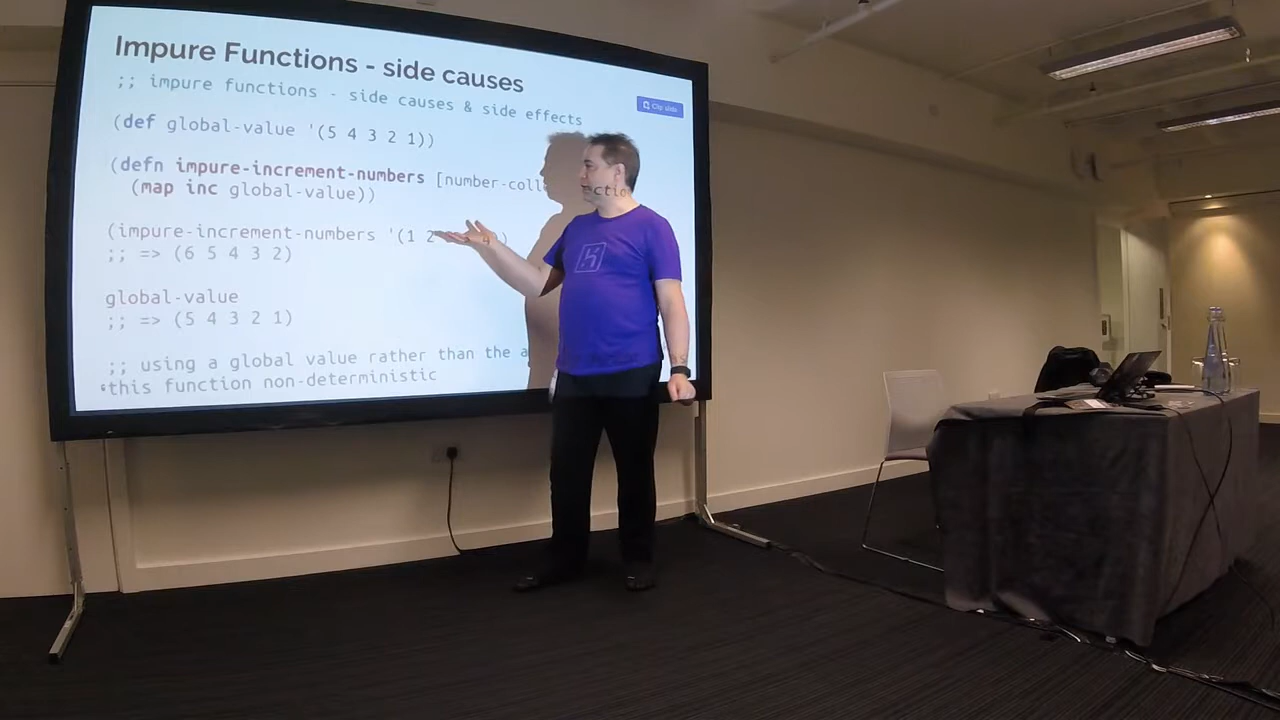 Impure Functions - side causes
Clip slide
;; impure functions - side causes & side effects
(def global-value '(5 4 3 2 1))
(defn impure-increment-numbers [number-coll
(map inc global-value))
(impure-increment-numbers '(1 2
;; => (6 5 4 3 2)
global-value
;; => (5 4 3 2 1)
;; using a global value rather than the a
this function non-deterministic